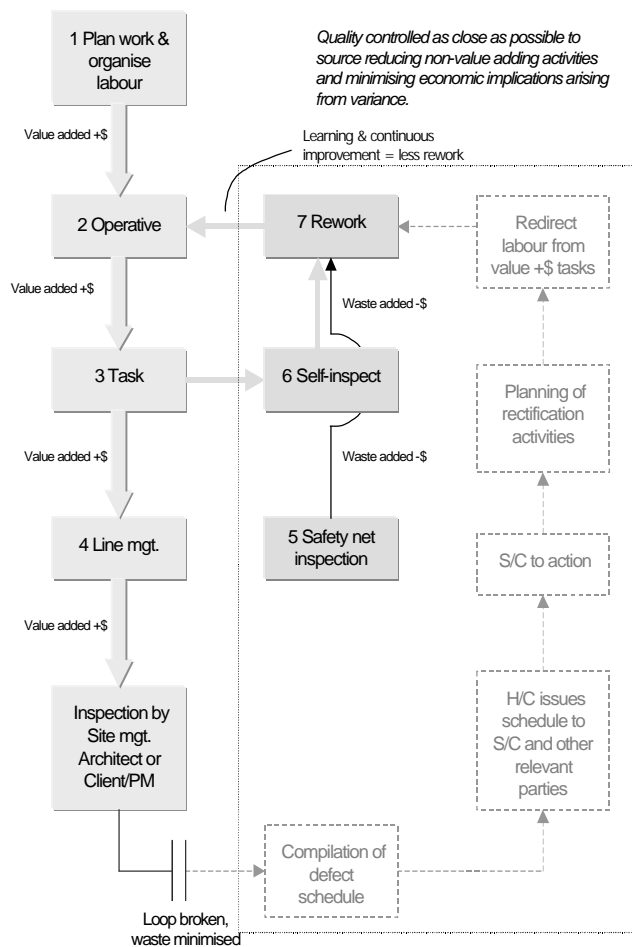 1 Plan work &
organise
labour
Quality controlled as close as possible to
source reducing non-value adding activities
and minimising economic implications arising
from variance.
Value added +$
Learning & continuous
improvement = less rework
2 Operative
7 Rework
Redirect
labour from
value +$ tasks
Value added +$
Waste added -$
3 Task
6 Self-inspect
Planning of
rectification
activities
Value added +$
Waste added -$
4 Line mgt.
5 Safety net
inspection
S/C to action
Value added +$
Inspection by
Site mgt.
Architect or
Client/PM
H/C issues
schedule to
S/C and other
relevant
parties
Compilation of
defect
schedule
Loop broken,
waste minimised